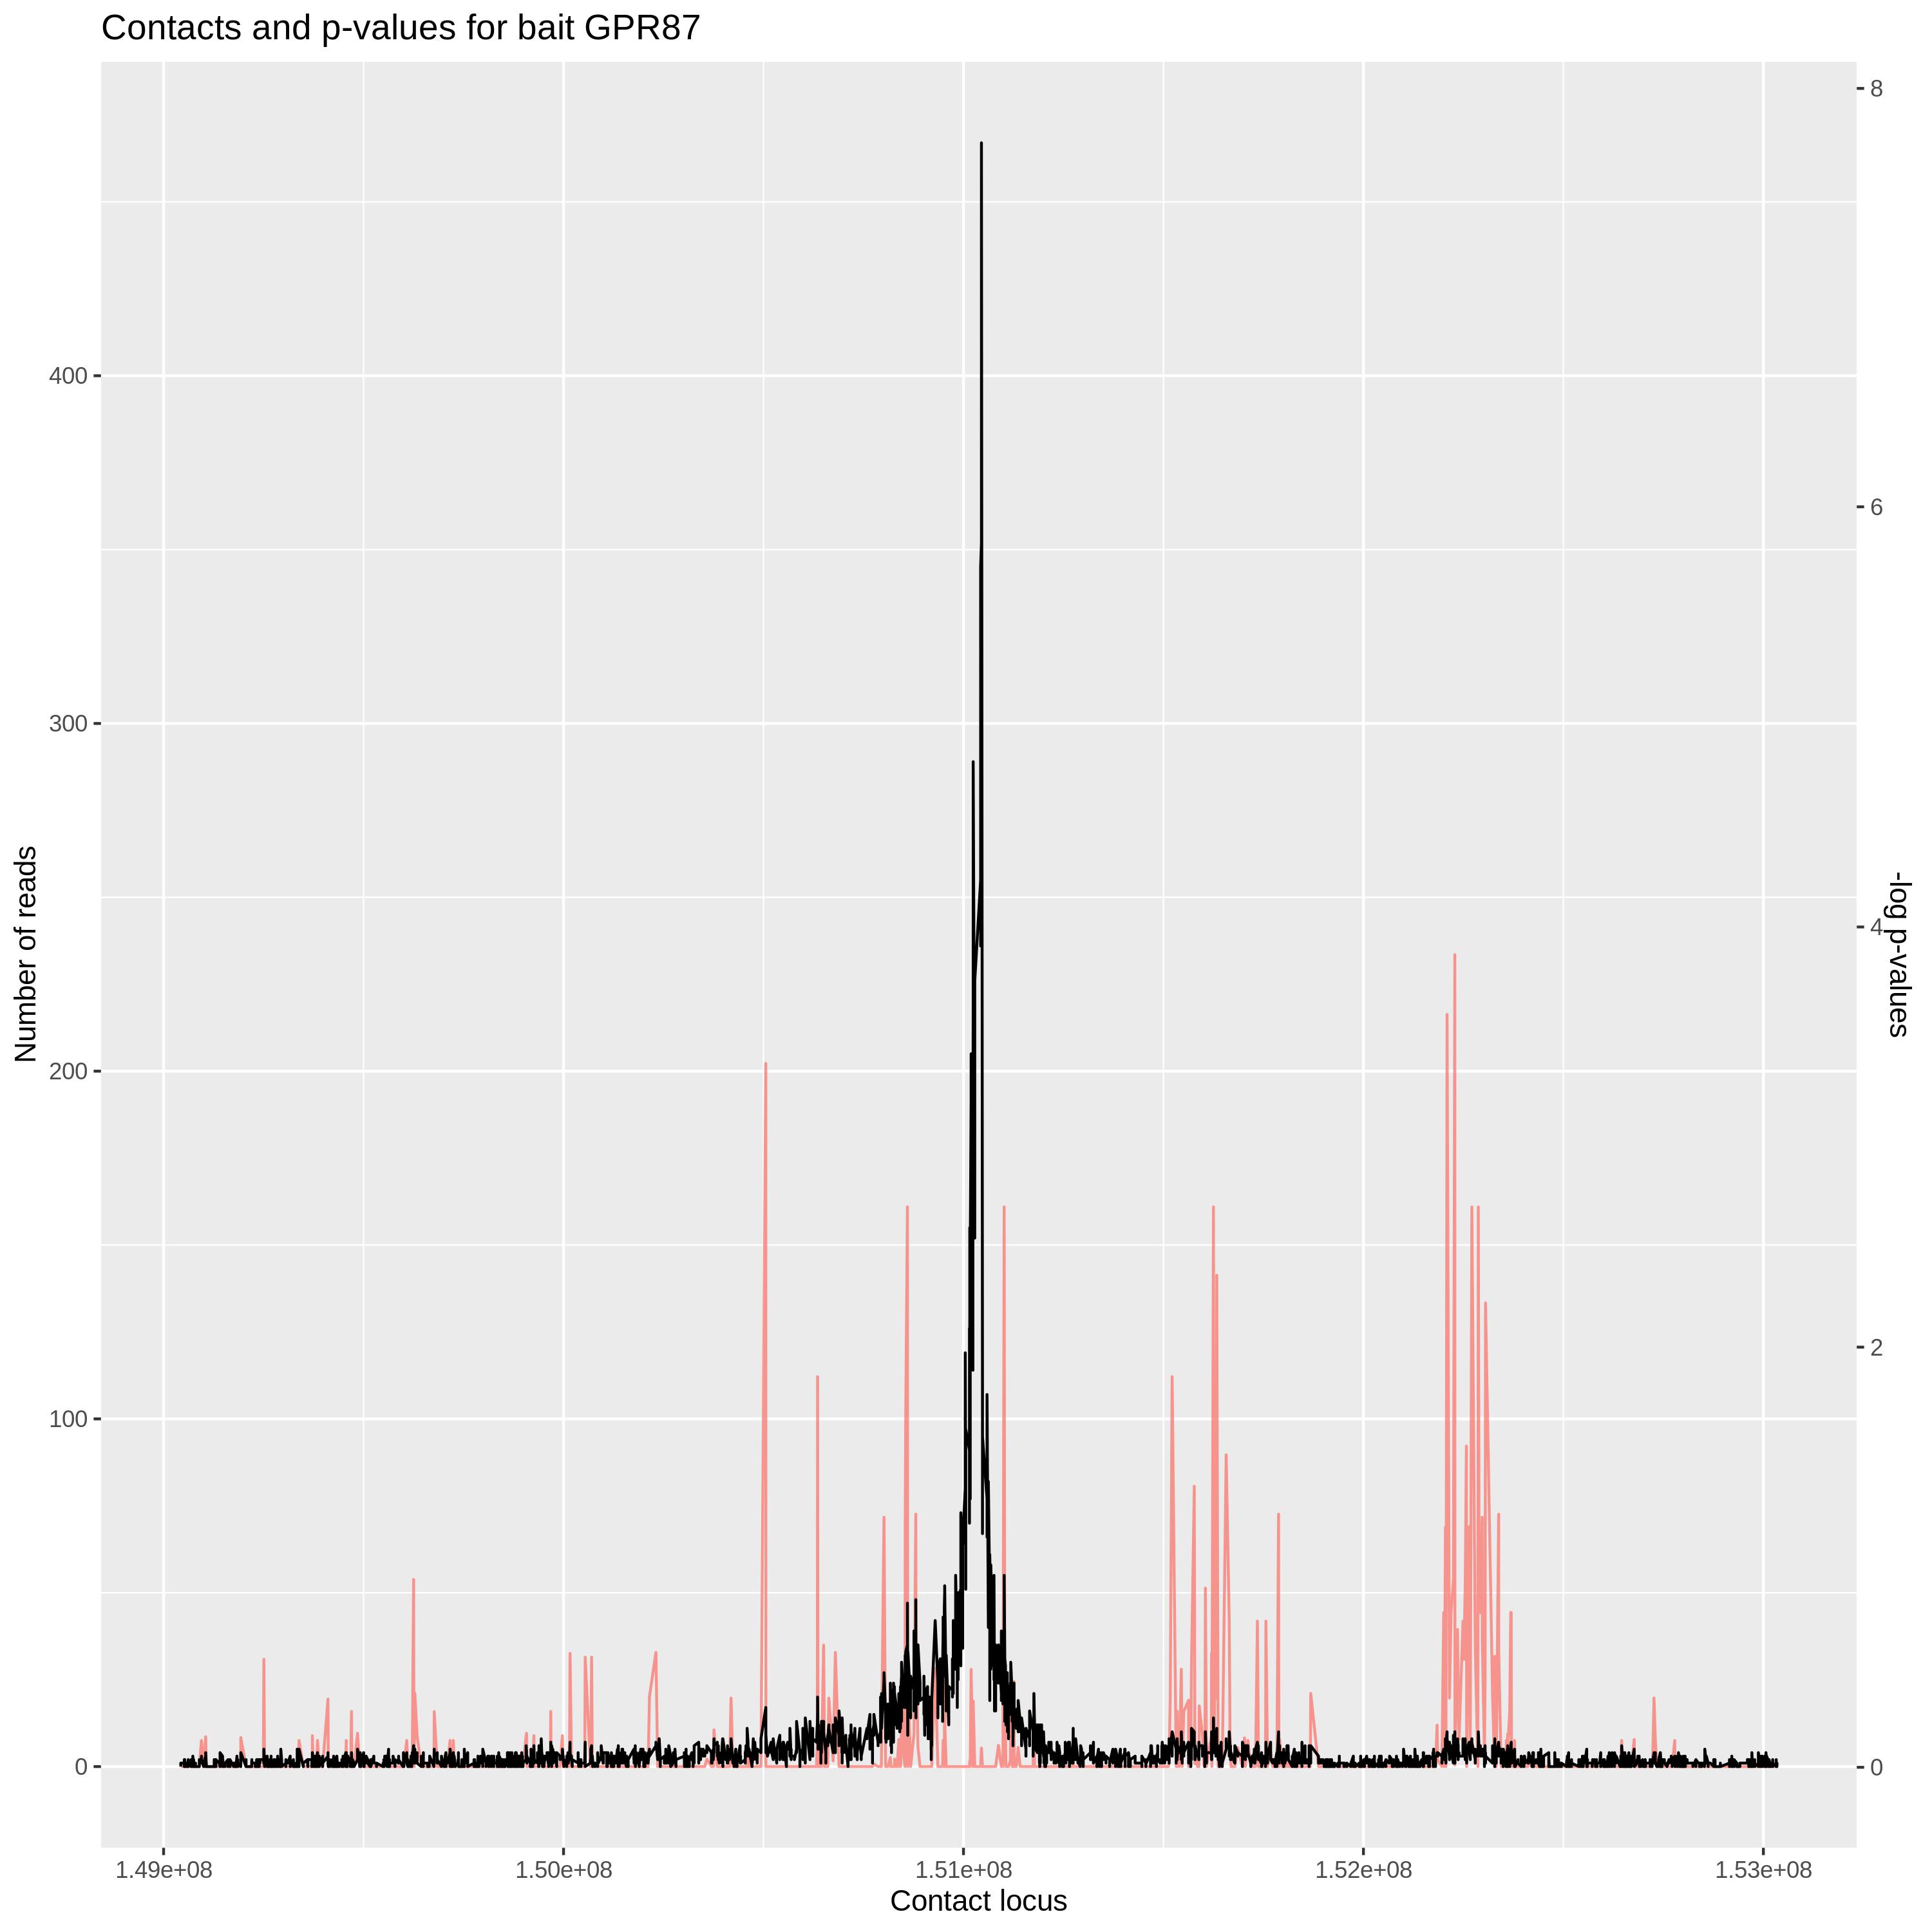 Contacts and p-values for bait GPR87
Number of reads
400
300
200
100
0
8
6
4
2
0
-log p-values
1.49e+08
1.50e+08
1.51e+08
1.52e+08
1.53e+08
Contact locus